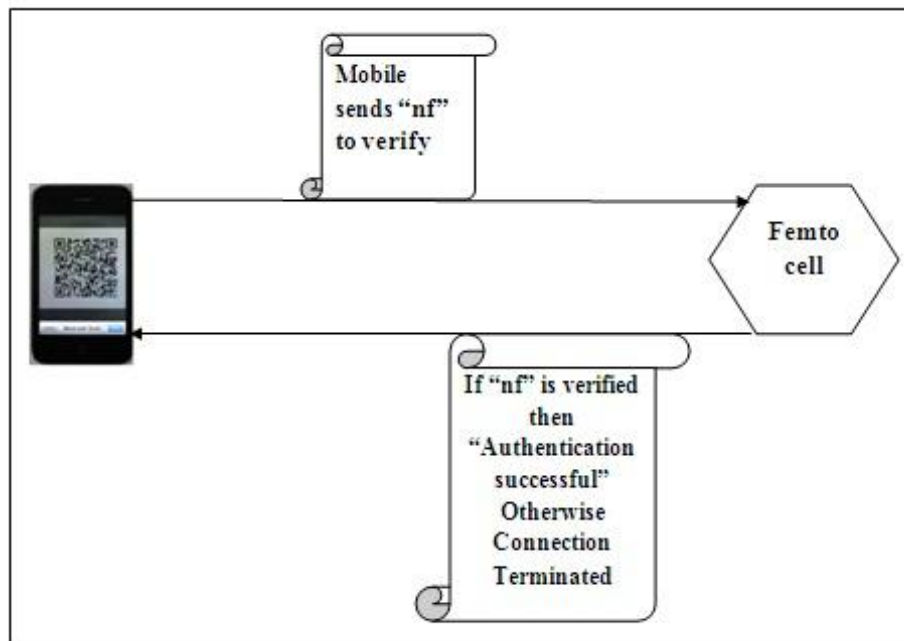 Mobile
sends “nf”
to verify
Femto
cell
If “nf” is verified
then
“Authentication
successful”
Otherwise
Connection
Terminated